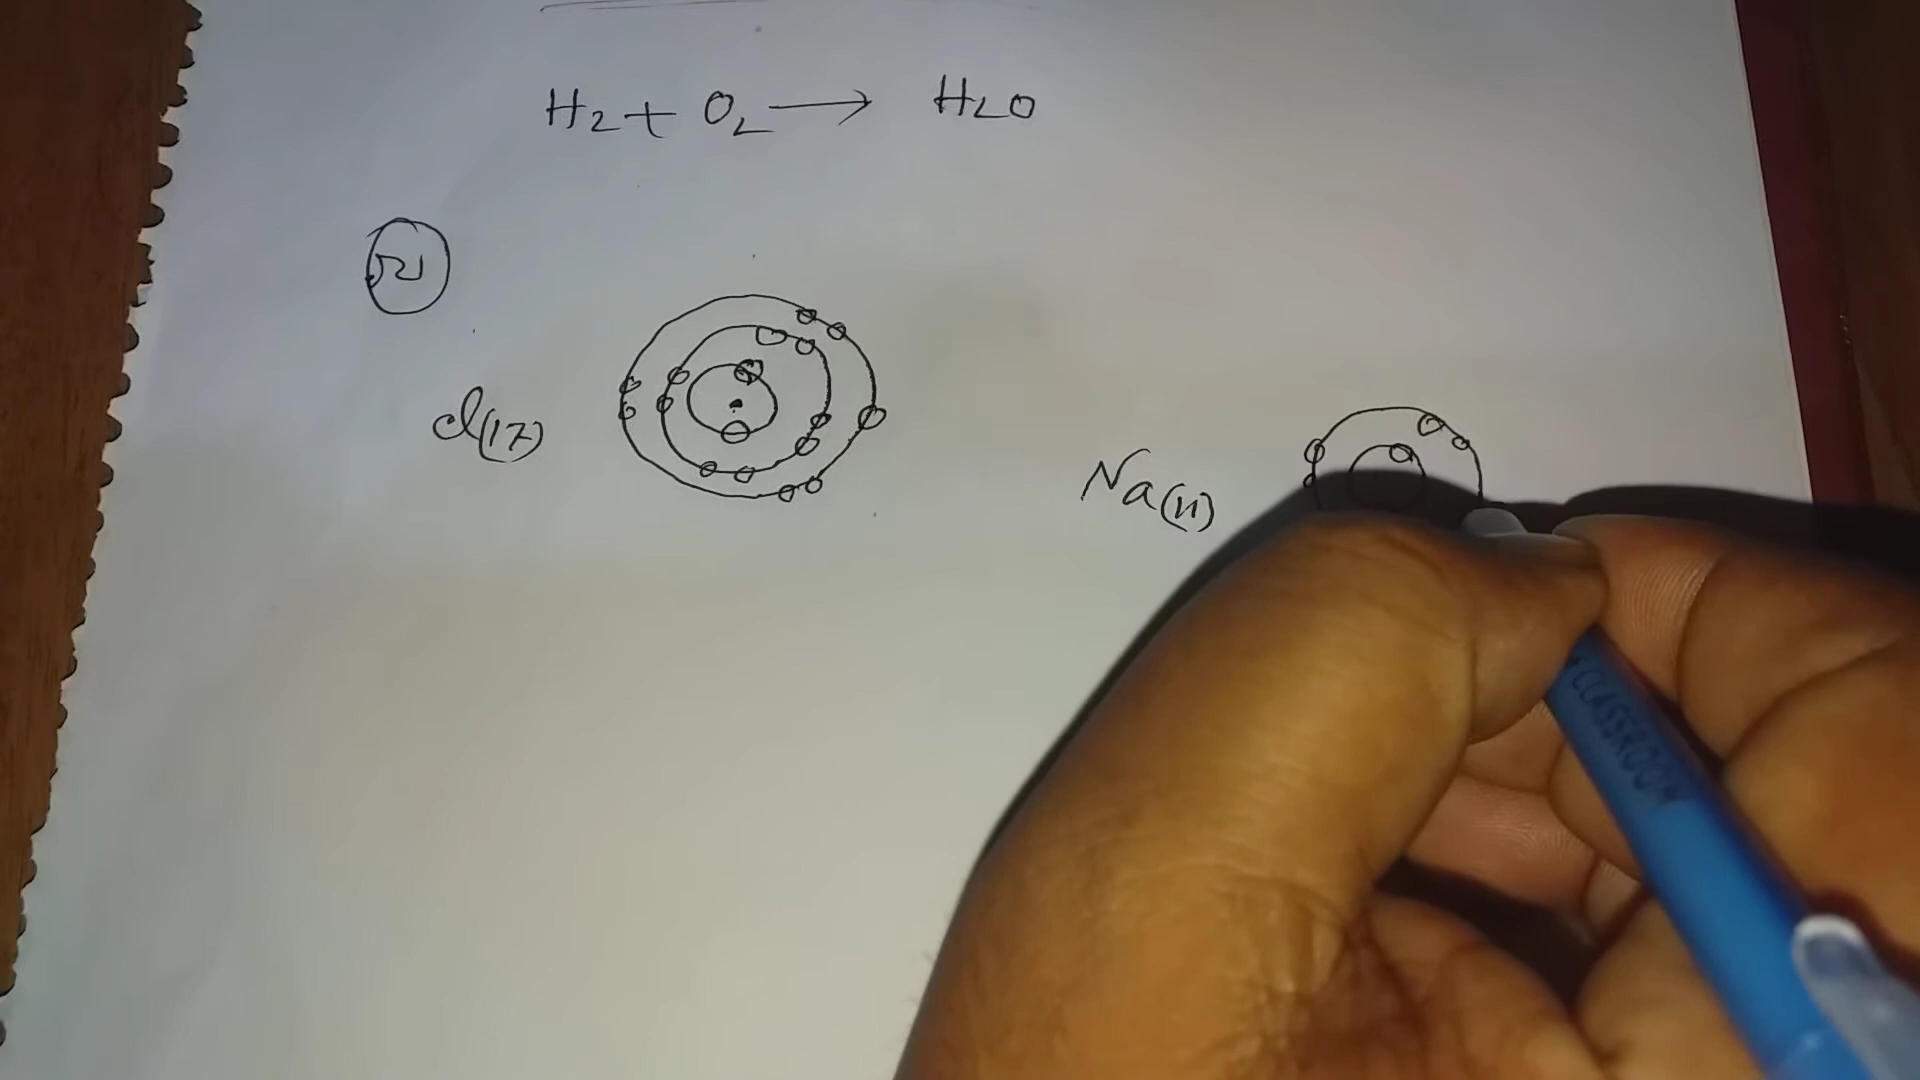 H₂ + O₂ → H₂O
Cl(17)
Na(11)
CLASSROOM